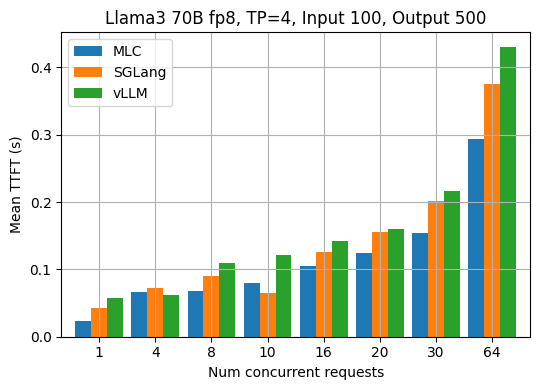 Llama3 70B fp8, TP=4, Input 100, Output 500
MLC
SGLang
vLLM
Mean TTFT (s)
0.4
0.3
0.2
0.1
0.0
1 4 8 10 16 20 30 64
Num concurrent requests